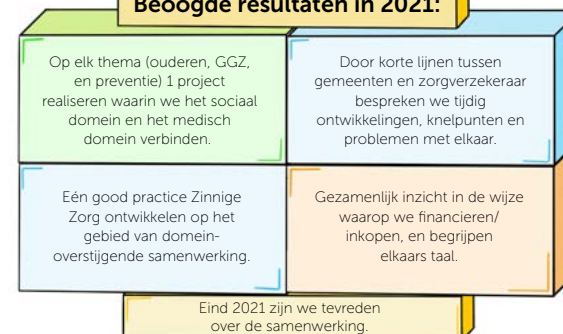 Beoogde resultaten in 2021:
Op elk thema (ouderen, GGZ,
en preventie) 1 project
realiseren waarin we het sociaal
domein en het medisch
domein verbinden.
Door korte lijnen tussen
gemeenten en zorgverzekeraar
bespreken we tijdig
ontwikkelingen, knelpunten en
problemen met elkaar.
Eén good practice Zinnige
Zorg ontwikkelen op het
gebied van domein-
overstijgende samenwerking.
Gezamenlijk inzicht in de wijze
waarop we financieren/
inkopen, en begrijpen
elkaars taal.
Eind 2021 zijn we tevreden
over de samenwerking.